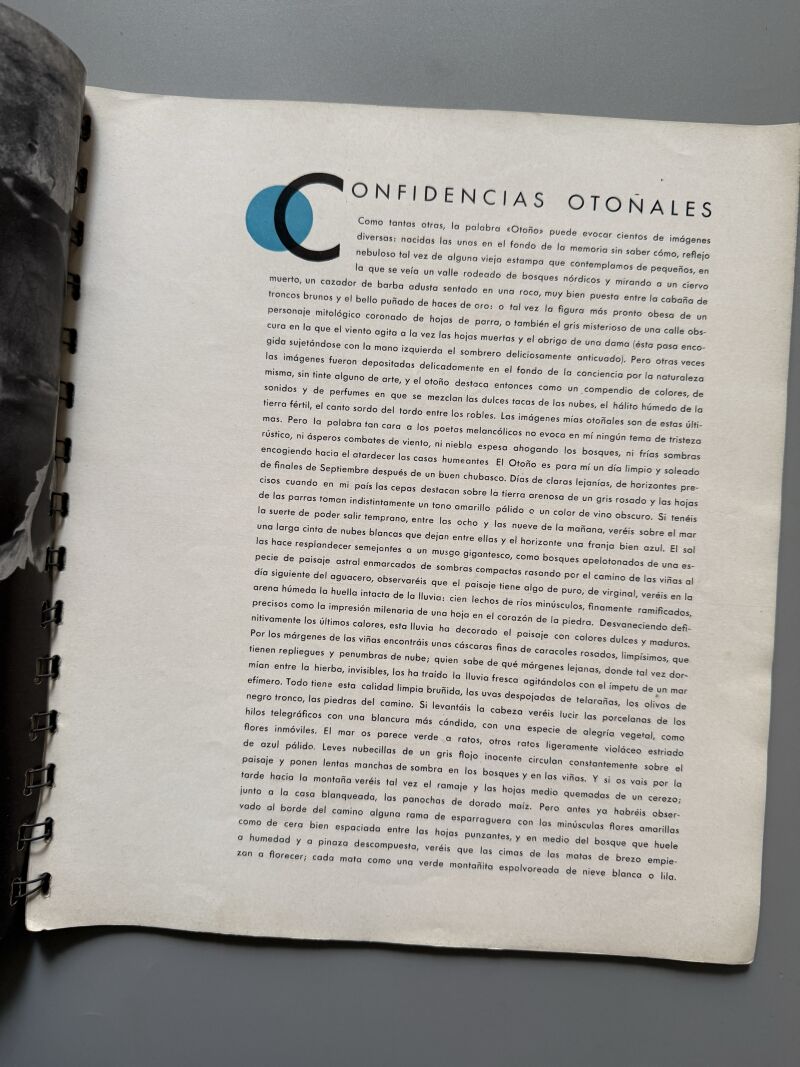 CONFIDENCIAS OTOÑALES
Como tantas otras, la palabra «Otoño» puede evocar cientos de imágenes
diversas: nacidas las unas en el fondo de la memoria sin saber cómo, reflejo
nebuloso tal vez de alguna vieja estampa que contemplamos de pequeños, en
la que se veía un valle rodeado de bosques nórdicos y mirando a un ciervo
muerto, un cazador de barba adusta sentado en una roca, muy bien puesta entre la cabaña de
troncos brunos y el bello puñado de haces de oro: o tal vez la figura más pronto obesa de un
personaje mitológico coronado de hojas de parra, o también el gris misterioso de una calle obs-
cura en la que el viento agita a la vez las hojas muertas y el abrigo de una dama (ésta pasa enco-
gida sujetándose con la mano izquierda el sombrero deliciosamente anticuado). Pero otras veces
las imágenes fueron depositadas delicadamente en el fondo de la conciencia por la naturaleza
misma, sin tinte alguno de arte, y el otoño destaca entonces como un compendio de colores, de
sonidos y de perfumes en que se mezclan las dulces tacas de las nubes, el hálito húmedo de la
tierra fértil, el canto sordo del tordo entre los robles. Las imágenes mías otoñales son de estas últi-
mas. Pero la palabra tan cara a los poetas melancólicos no evoca en mí ningún tema de tristeza
rústico, ni ásperos combates de viento, ni niebla espesa ahogando los bosques, ni frías sombras
encogiendo hacia el atardecer las casas humeantes El Otoño es para mí un día limpio y soleado
de finales de Septiembre después de un buen chubasco. Días de claras lejanías, de horizontes pre-
cisos cuando en mi país las cepas destacan sobre la tierra arenosa de un gris rosado y las hojas
de las parras toman indistintamente un tono amarillo pálido o un color de vino obscuro. Si tenéis
la suerte de poder salir temprano, entre las ocho y las nueve de la mañana, veréis sobre el mar
una larga cinta de nubes blancas que dejan entre ellas y el horizonte una franja bien azul. El sol
las hace resplandecer semejantes a un musgo gigantesco, como bosques apelotonados de una es-
pecie de paisaje astral enmarcados de sombras compactas rasando por el camino de las viñas al
día siguiente del aguacero, observaréis que el paisaje tiene algo de puro, de virginal, veréis en la
arena húmeda la huella intacta de la lluvia: cien lechos de ríos minúsculos, finamente ramificados,
precisos como la impresión milenaria de una hoja en el corazón de la piedra. Desvaneciendo defi-
nitivamente los últimos calores, esta lluvia ha decorado el paisaje con colores dulces y maduros.
Por los márgenes de las viñas encontráis unas cáscaras finas de caracoles rosados, limpísimos, que
tienen repliegues y penumbras de nube; quien sabe de qué márgenes lejanas, donde tal vez dor-
mían entre la hierba, invisibles, los ha traído la lluvia fresca agitándolos con el impetu de un mar
efímero. Todo tiene esta calidad limpia bruñida, las uvas despojadas de telarañas, los olivos de
negro tronco, las piedras del camino. Si levantáis la cabeza veréis lucir las porcelanas de los
hilos telegráficos con una blancura más cándida, con una especie de alegría vegetal, como
flores inmóviles. El mar os parece verde a ratos, otros ratos ligeramente violáceo estriado
de azul pálido. Leves nubecillas de un gris flojo inocente circulan constantemente sobre el
paisaje y ponen lentas manchas de sombra en los bosques y en las viñas. Y si os vais por la
tarde hacia la montaña veréis tal vez el ramaje y las hojas medio quemadas de un cerezo;
junto a la casa blanqueada, las panochas de dorado maíz. Pero antes ya habréis obser-
vado al borde del camino alguna rama de esparraguera con las minúsculas flores amarillas
como de cera bien espaciada entre las hojas punzantes, y en medio del bosque que huele
a humedad y a pinaza descompuesta, veréis que las cimas de las matas de brezo empie-
zan a florecer; cada mata como una verde montañita espolvoreada de nieve blanca o lila.